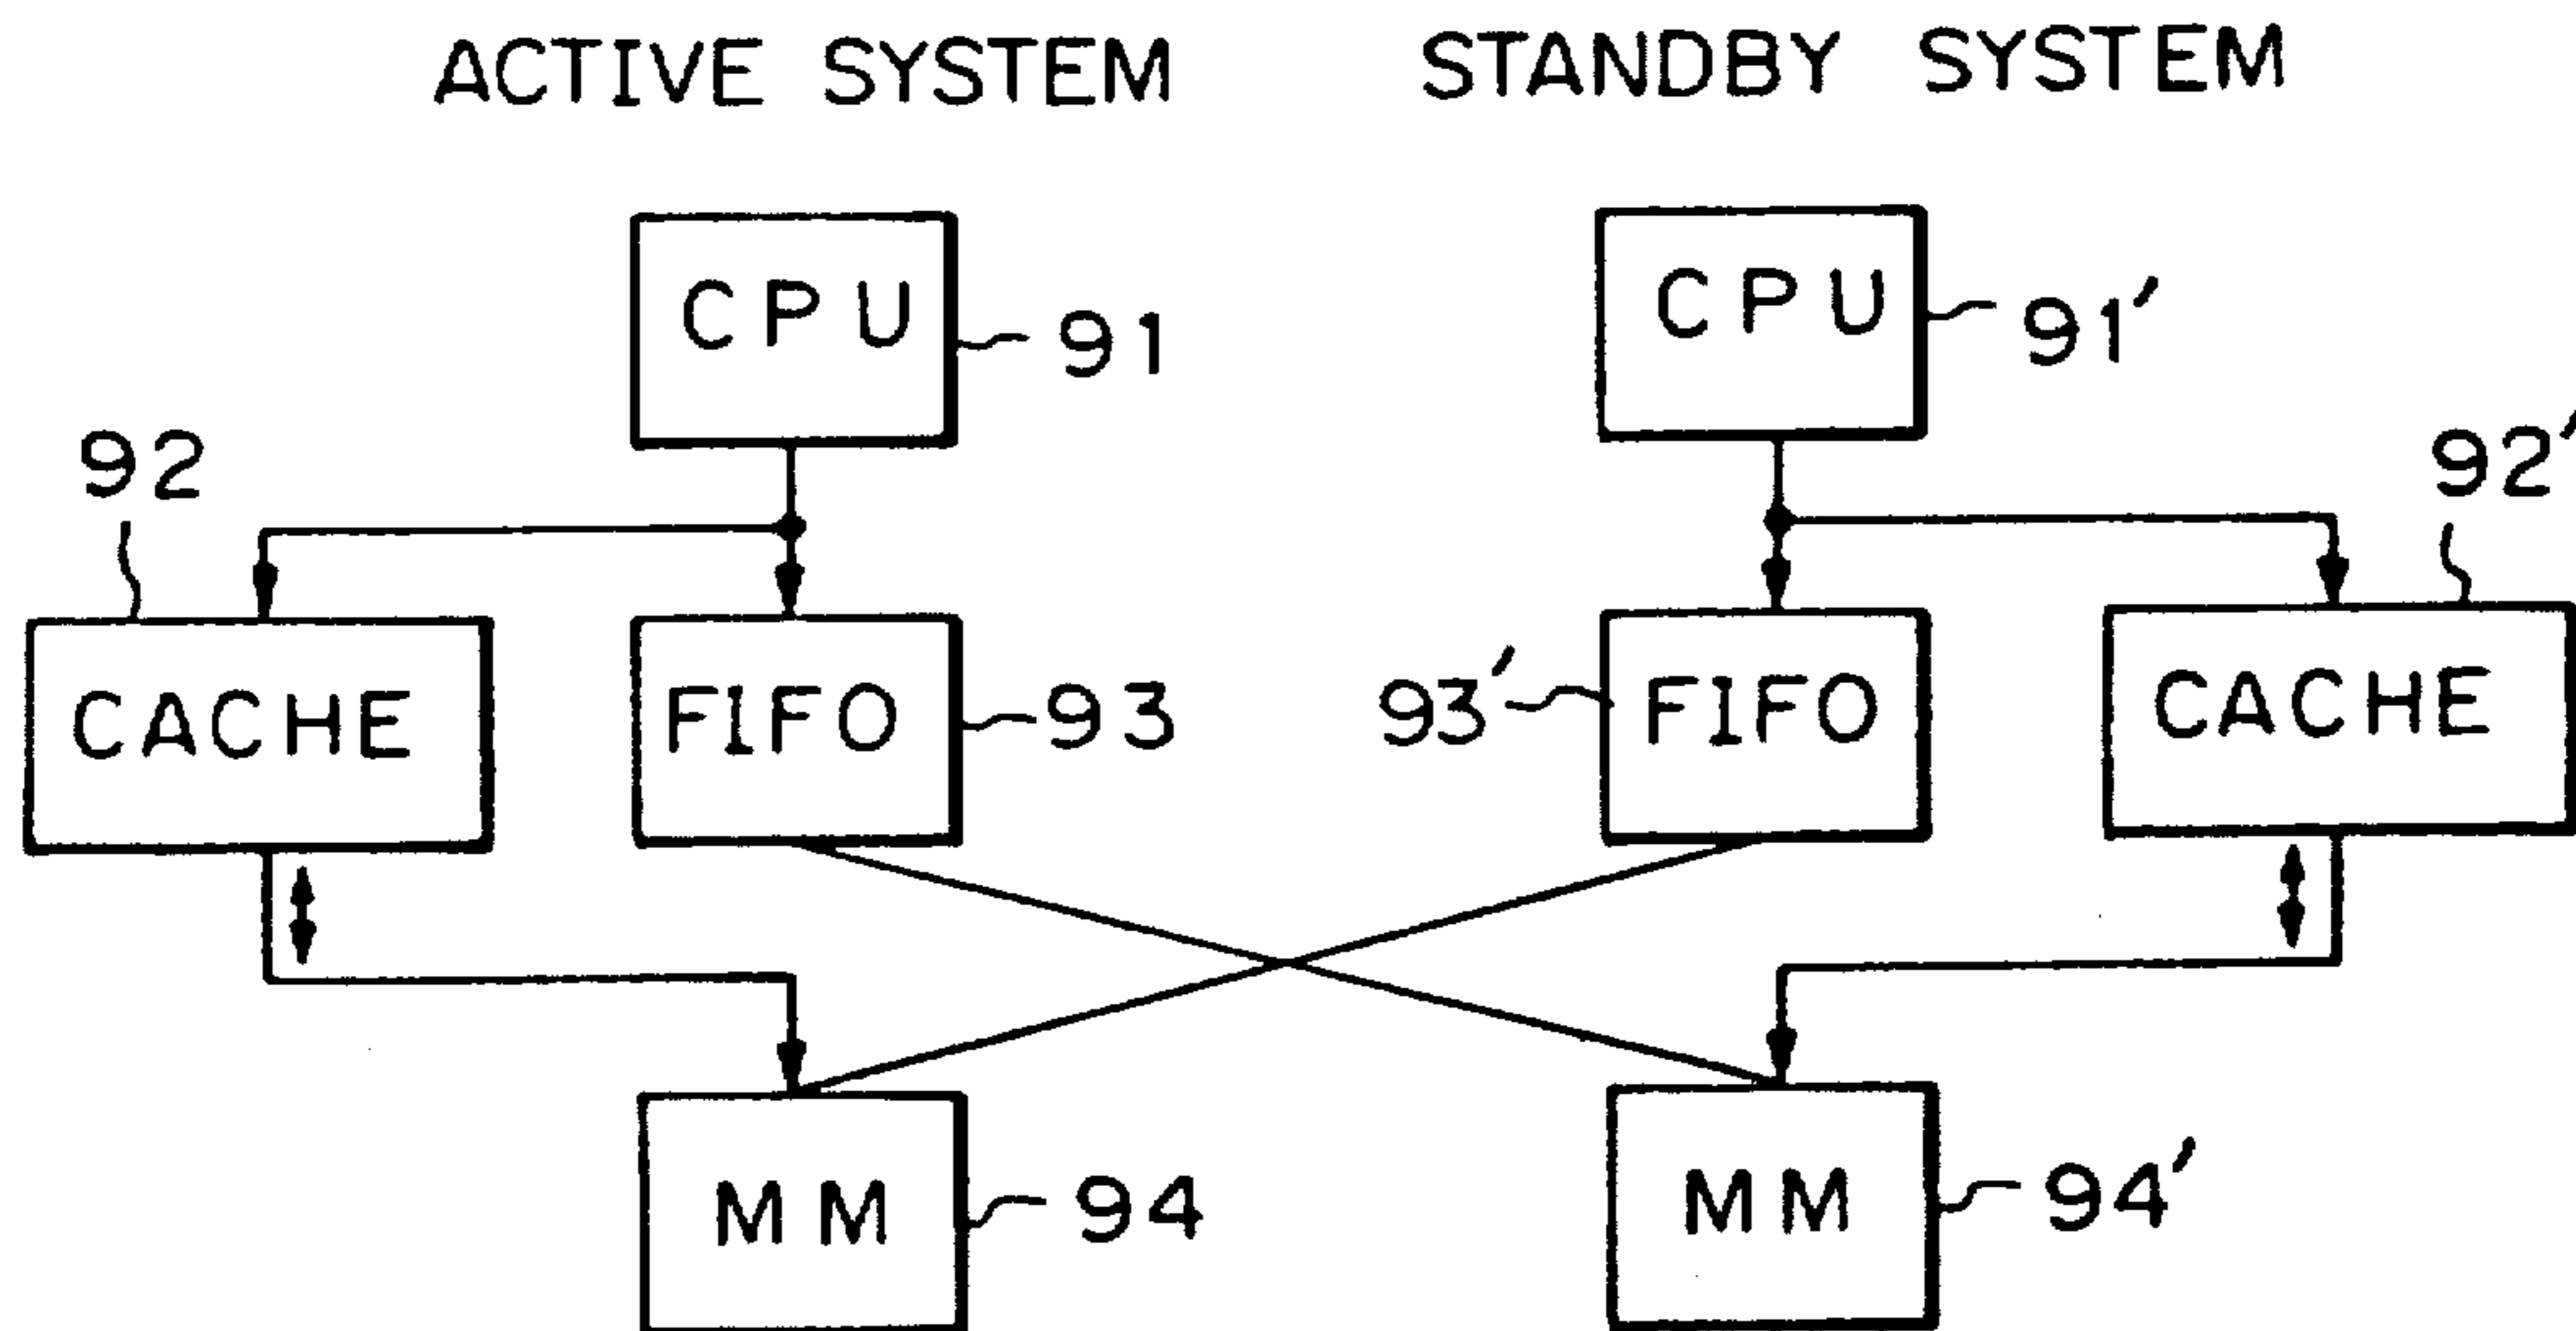 ACTIVE SYSTEM
STANDBY SYSTEM
CPU
91
CPU
91'
92
92'
CACHE
FIFO
93
93'
FIFO
CACHE
MM
94
MM
94'